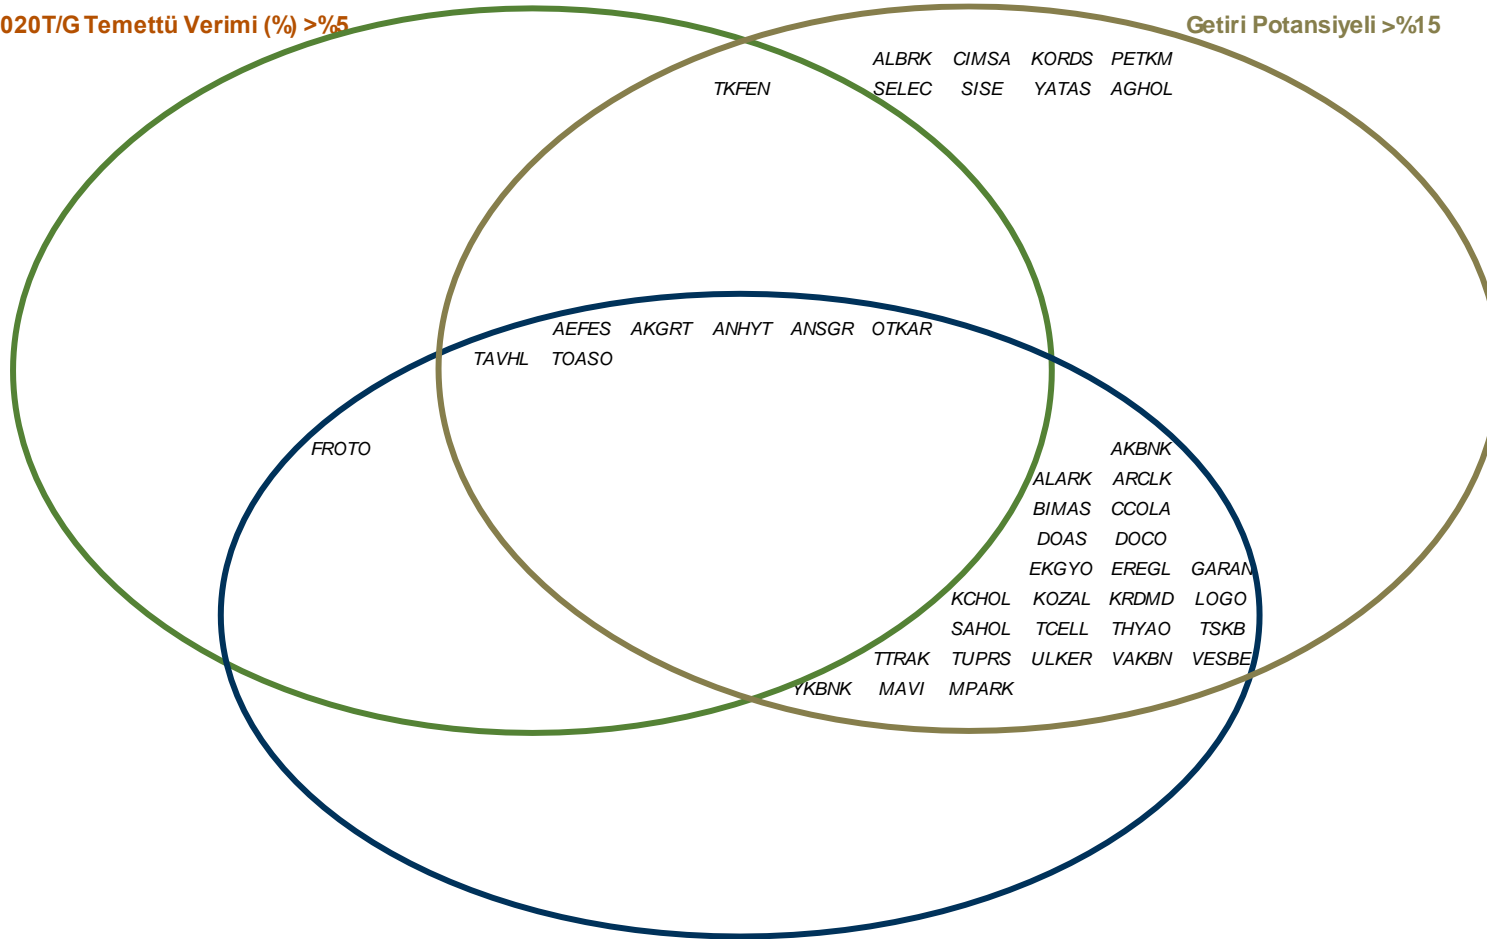 020T/G Temettü Verimi (%) >%5
Getiri Potansiyeli >%15
ALBRK CIMSA KORDS PETKM
TKFEN SELEC SISE YATAS AGHOL
AEFES AKGRT ANHYT ANSGR OTKAR
TAVHL TOASO
FROTO AKBNK
ALARK ARCLK
BIMAS CCOLA
DOAS DOCO
EKGYO EREGL GARAN
KCHOL KOZAL KRDMD LOGO
SAHOL TCELL THYAO TSKB
TTRAK TUPRS ULKER VAKBN VESBE
YKBNK MAVI MPARK